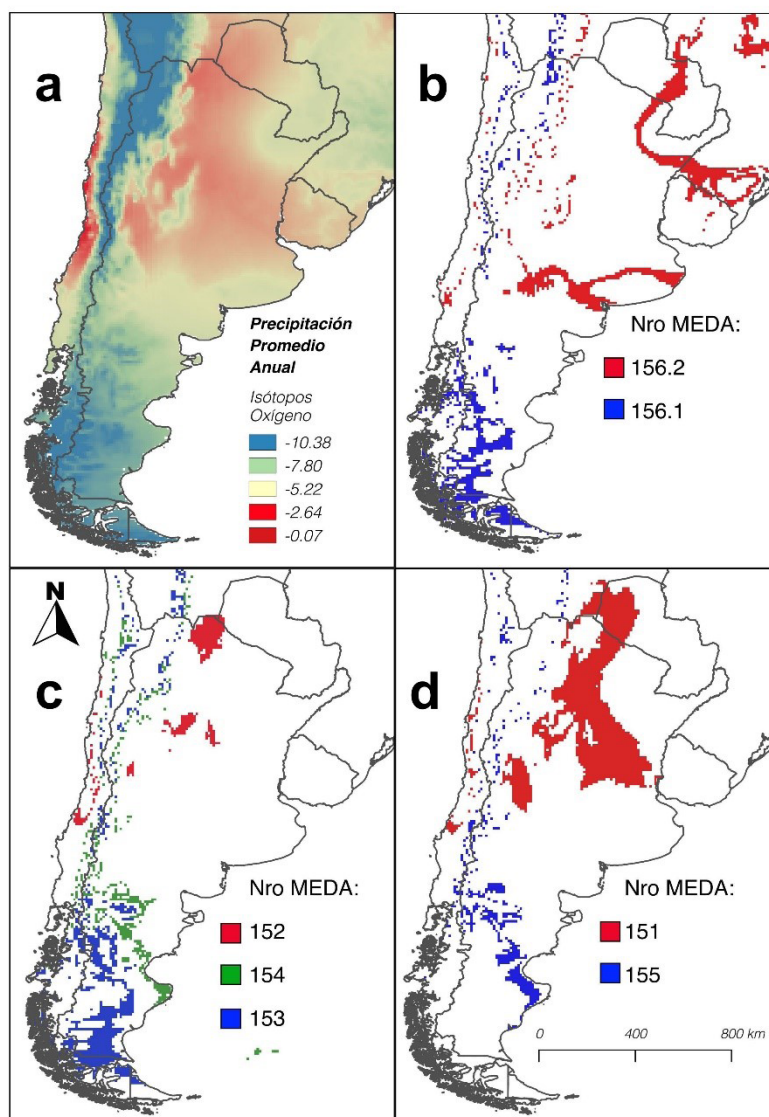 a
Precipitación
Promedio
Anual
Isótopos
Oxígeno
-10.38
-7.80
-5.22
-2.64
-0.07
b
Nro MEDA:
156.2
156.1
N
c
Nro MEDA:
152
154
153
d
Nro MEDA:
151
155
0 400 800 km